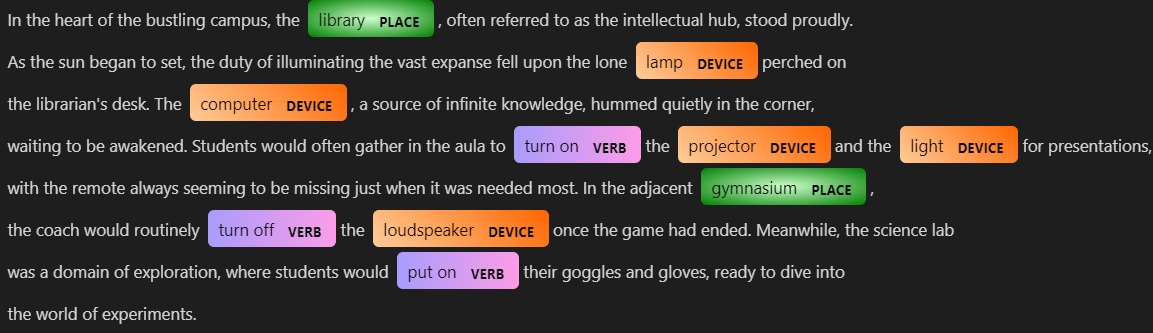 In the heart of the bustling campus, the library PLACE , often referred to as the intellectual hub, stood proudly.
As the sun began to set, the duty of illuminating the vast expanse fell upon the lone lamp DEVICE perched on
the librarian's desk. The computer DEVICE , a source of infinite knowledge, hummed quietly in the corner,
waiting to be awakened. Students would often gather in the aula to turn on VERB the projector DEVICE and the light DEVICE for presentations,
with the remote always seeming to be missing just when it was needed most. In the adjacent gymnasium PLACE ,
the coach would routinely turn off VERB the loudspeaker DEVICE once the game had ended. Meanwhile, the science lab
was a domain of exploration, where students would put on VERB their goggles and gloves, ready to dive into
the world of experiments.